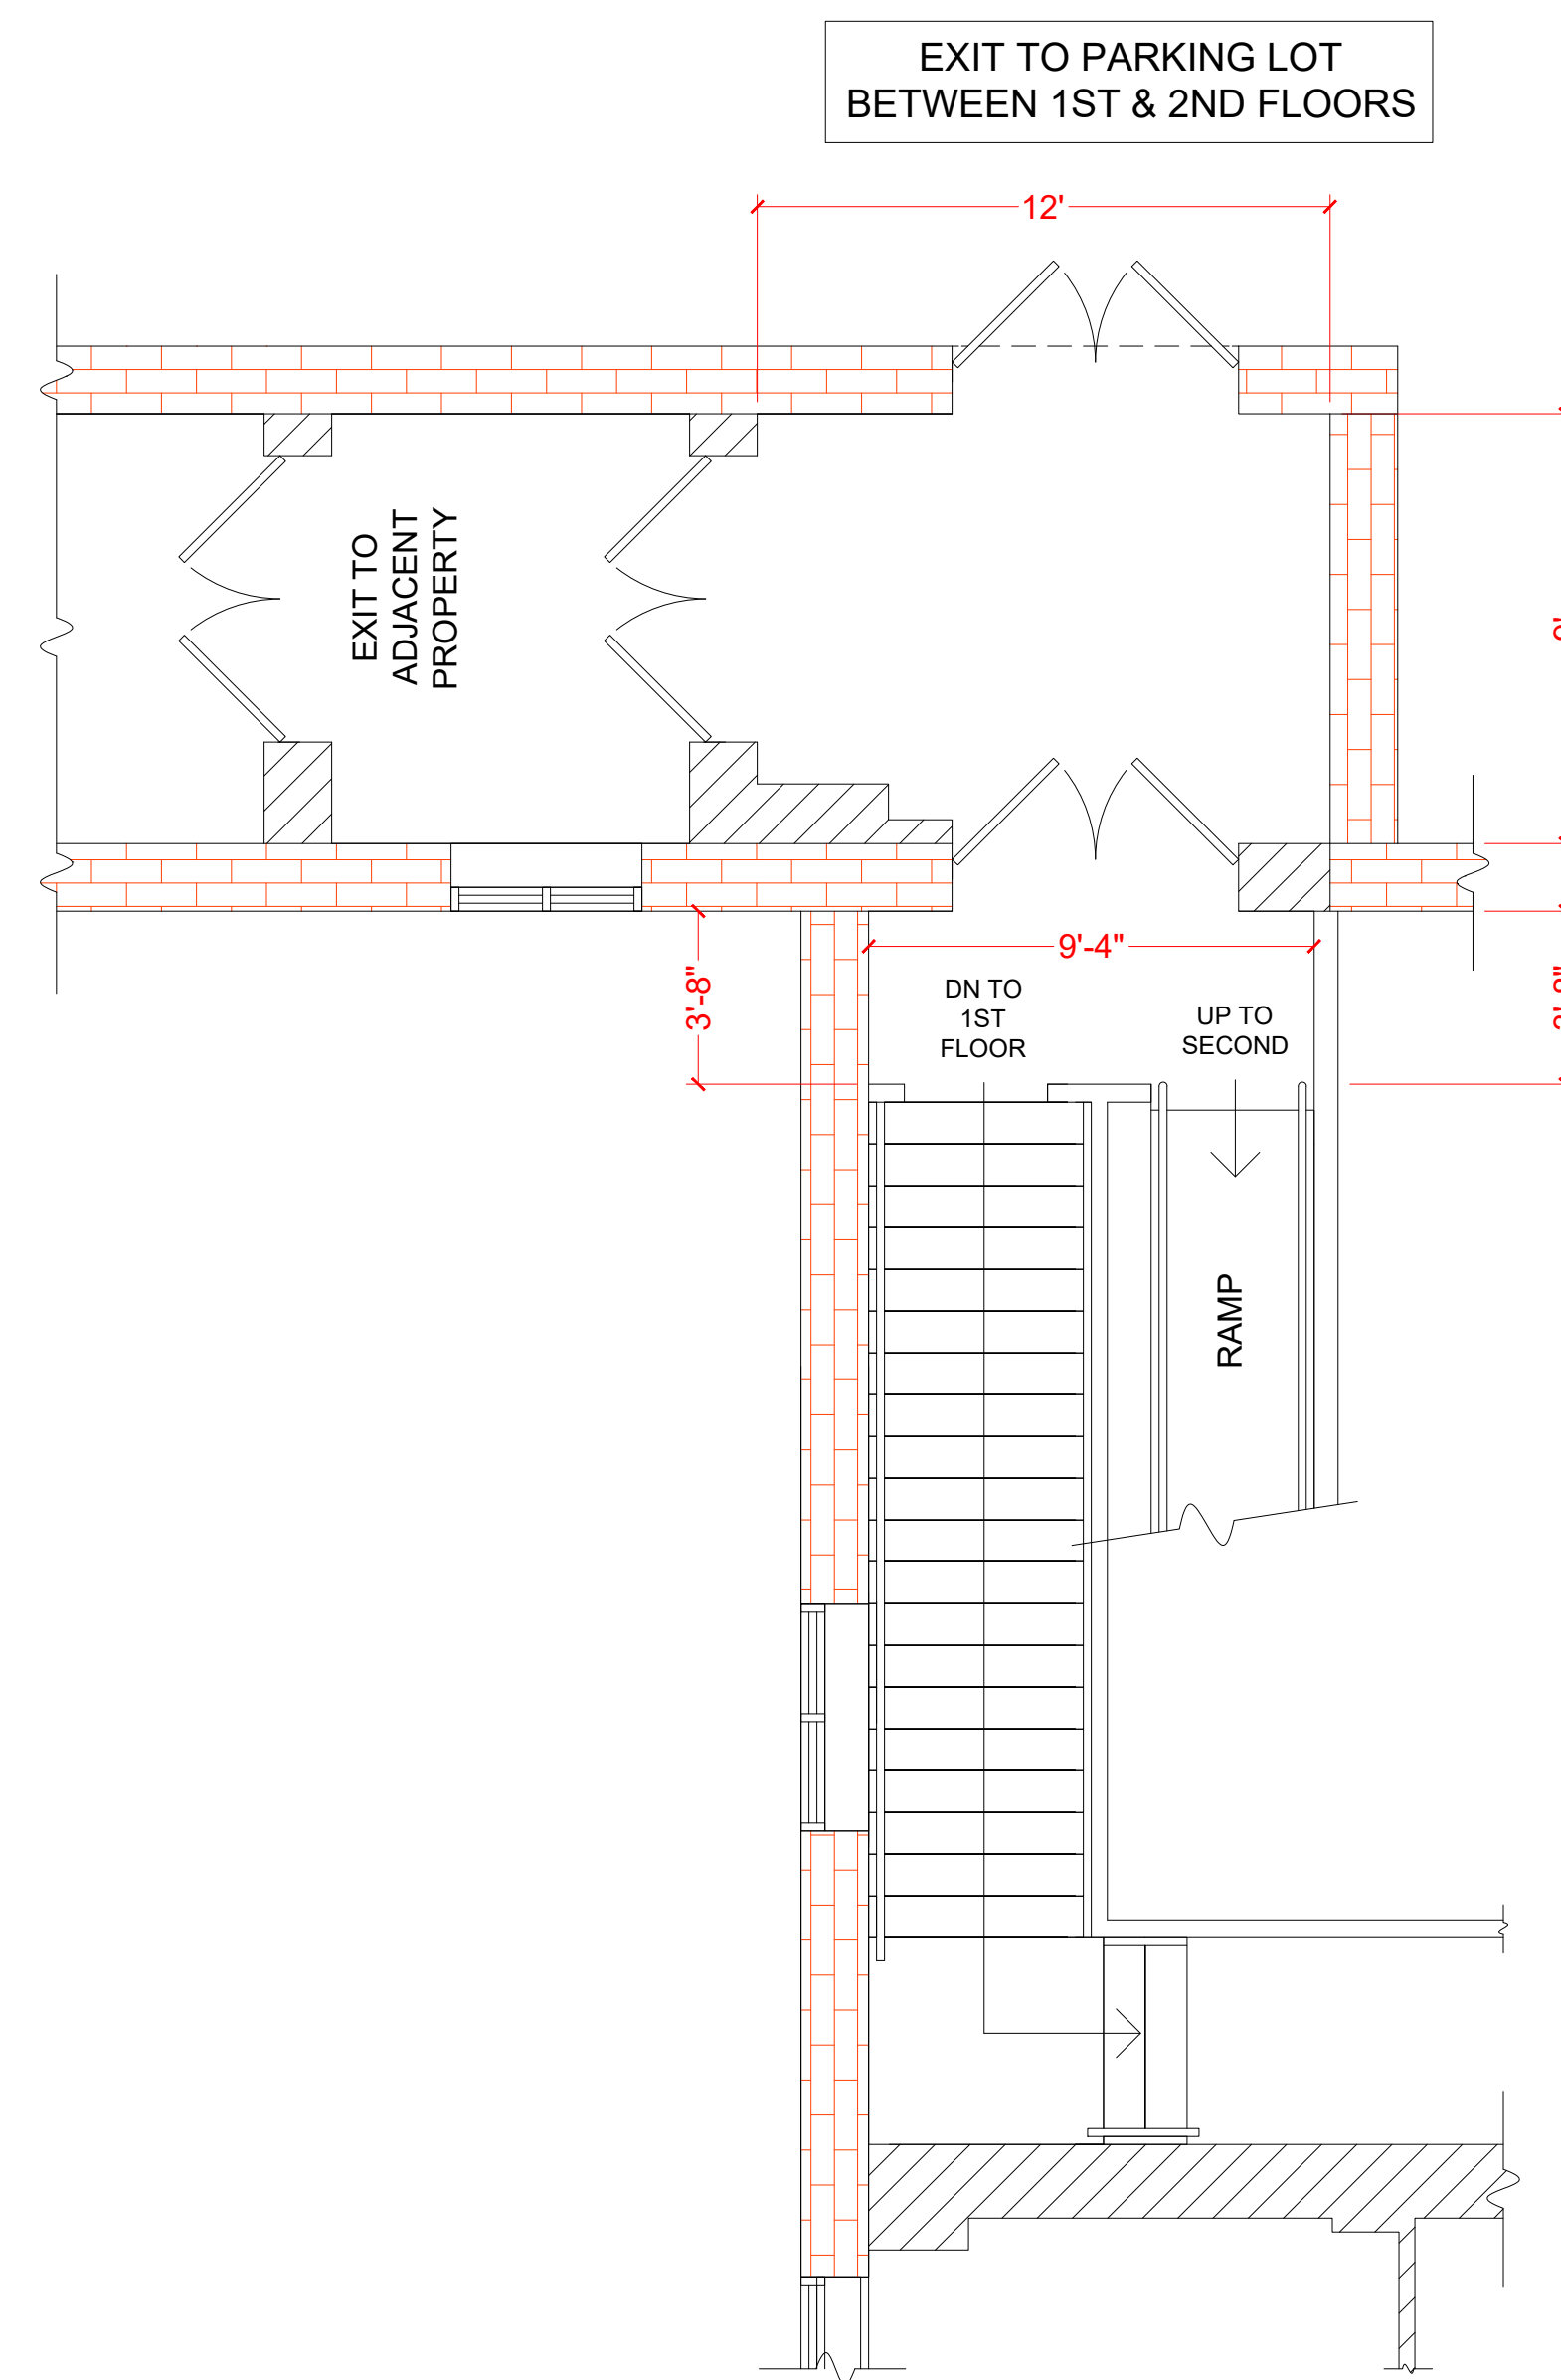 EXIT TO PARKING LOT
BETWEEN 1ST & 2ND FLOORS
12'
EXIT TO
ADJACENT
PROPERTY
9'-4"
3'-8"
DN TO
1ST
FLOOR
UP TO
SECOND
RAMP